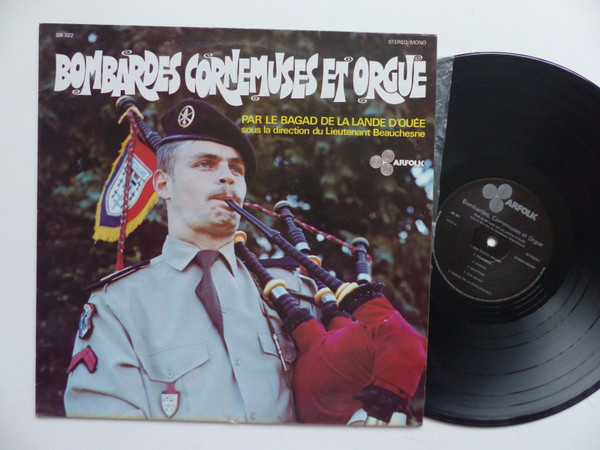 SB 322
STEREO/MONO
BOMBARDES CORNEMUSES ET ORGUE
PAR LE BAGAD DE LA LANDE D'OUÉE
sous la direction du Lieutenant Beauchesne
ARFOLK
ARFOLK
Bombardes, Cornemuses et Orgue